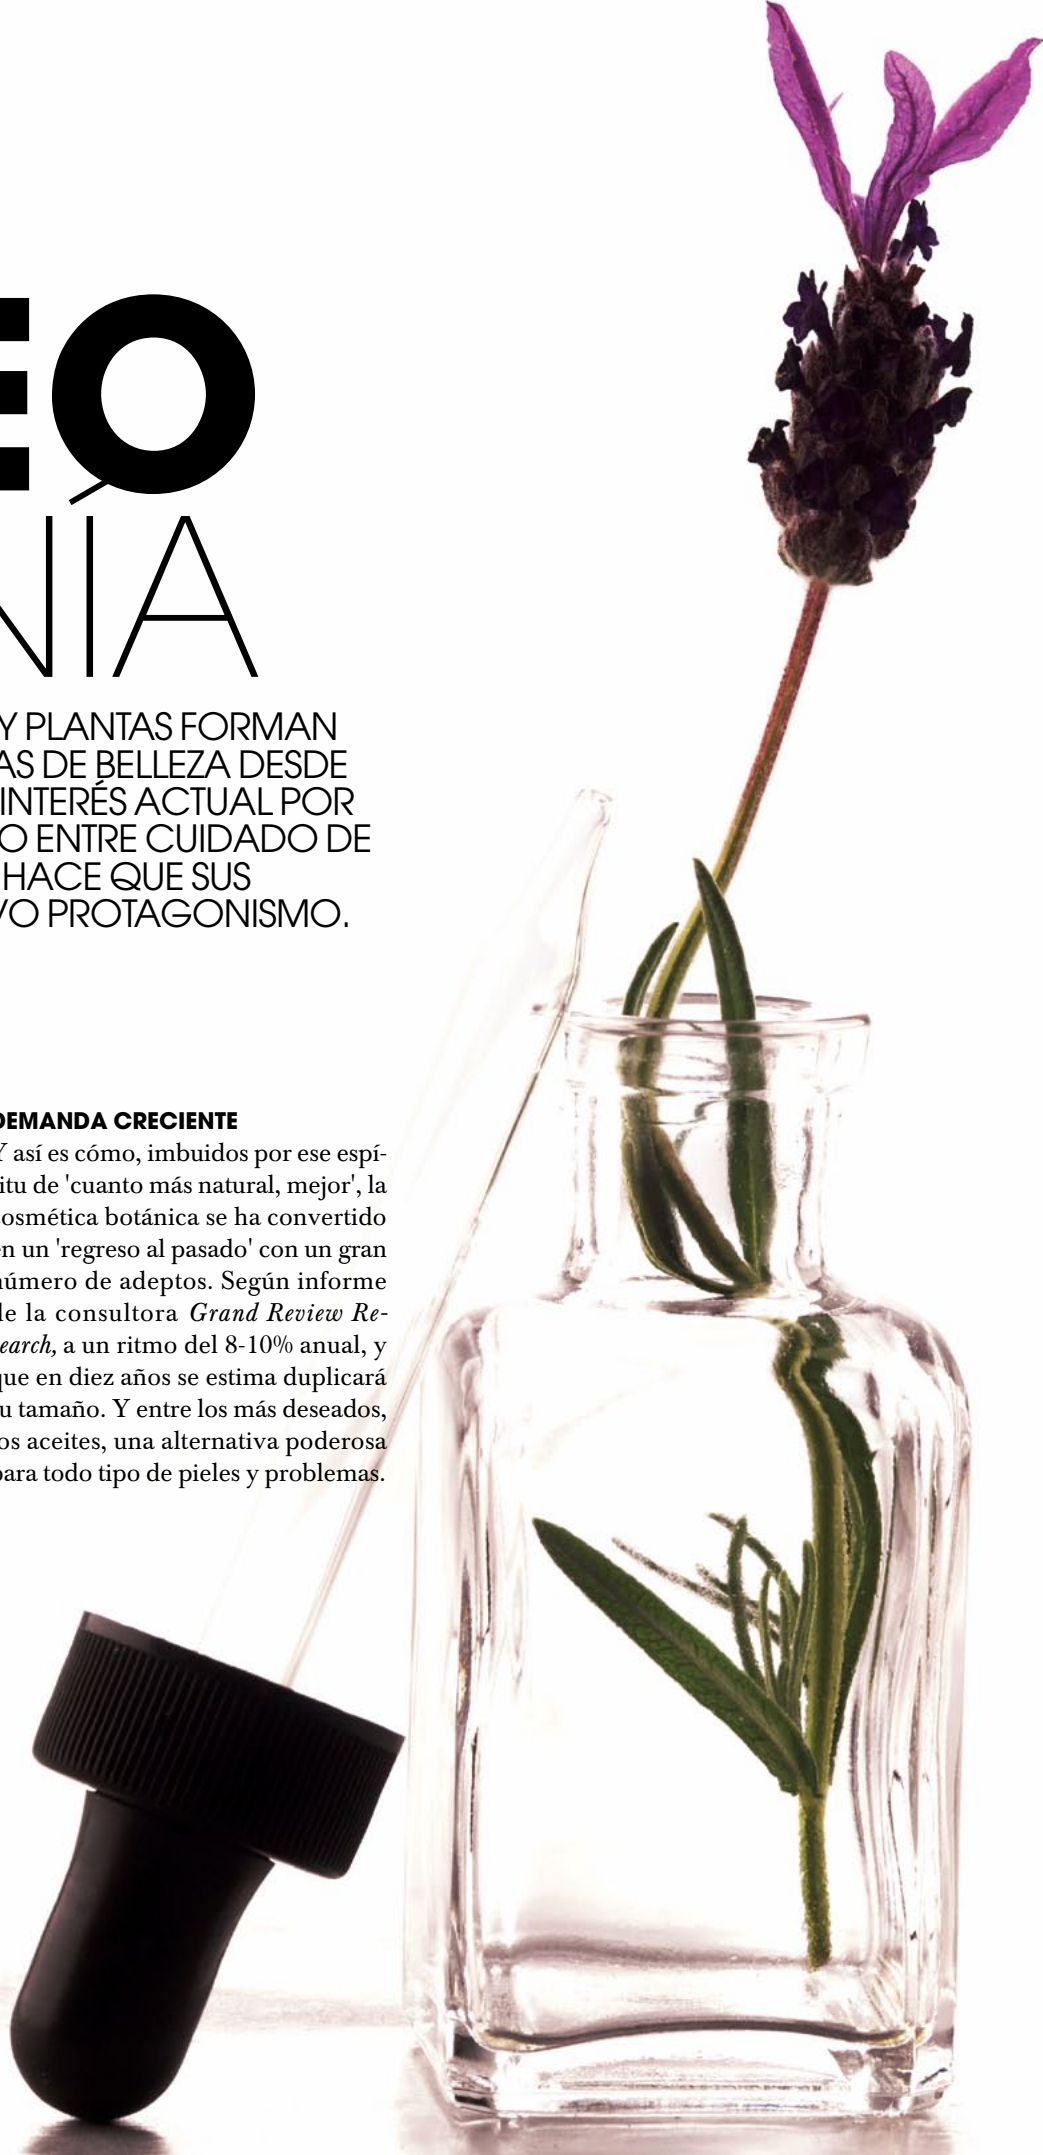 EO
NÍA
Y PLANTAS FORMAN
AS DE BELLEZA DESDE
INTERÉS ACTUAL POR
O ENTRE CUIDADO DE
HACE QUE SUS
VO PROTAGONISMO.
DEMANDA CRECIENTE
Y así es cómo, imbuidos por ese espí-
itu de 'cuanto más natural, mejor', la
cosmética botánica se ha convertido
en un 'regreso al pasado' con un gran
número de adeptos. Según informe
de la consultora Grand Review Re-
search, a un ritmo del 8-10% anual, y
que en diez años se estima duplicará
u tamaño. Y entre los más deseados,
os aceites, una alternativa poderosa
para todo tipo de pieles y problemas.